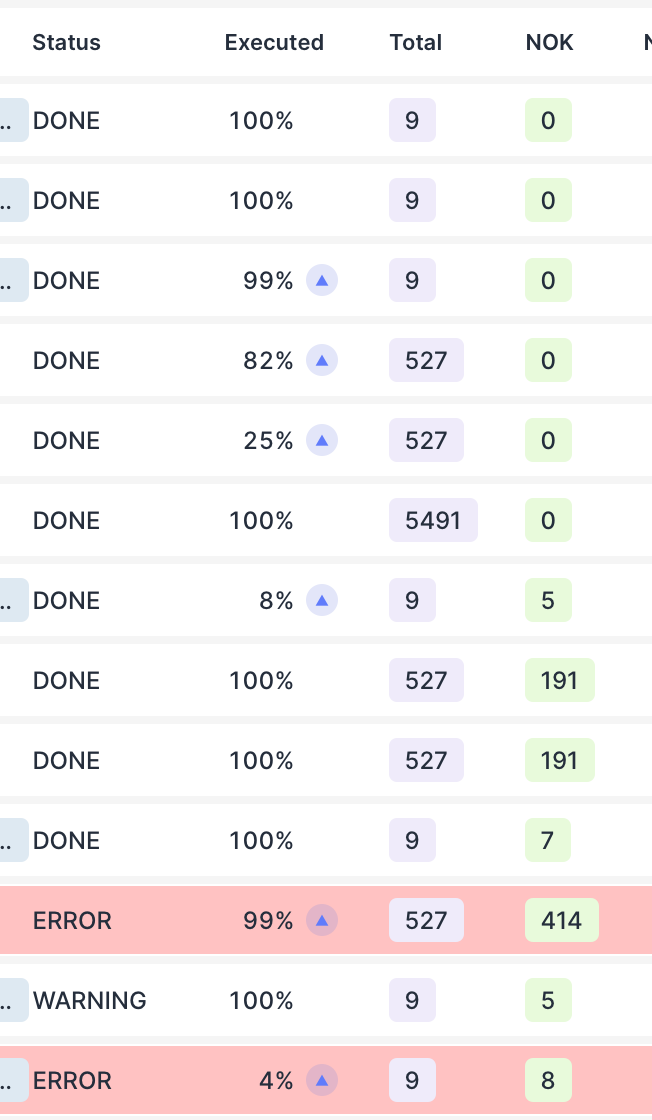 Status Executed Total NOK N
.. DONE 100% 9 0
.. DONE 100% 9 0
.. DONE 99% 9 0
DONE 82% 527 0
DONE 25% 527 0
DONE 100% 5491 0
.. DONE 8% 9 5
DONE 100% 527 191
DONE 100% 527 191
.. DONE 100% 9 7
ERROR 99% 527 414
.. WARNING 100% 9 5
.. ERROR 4% 9 8